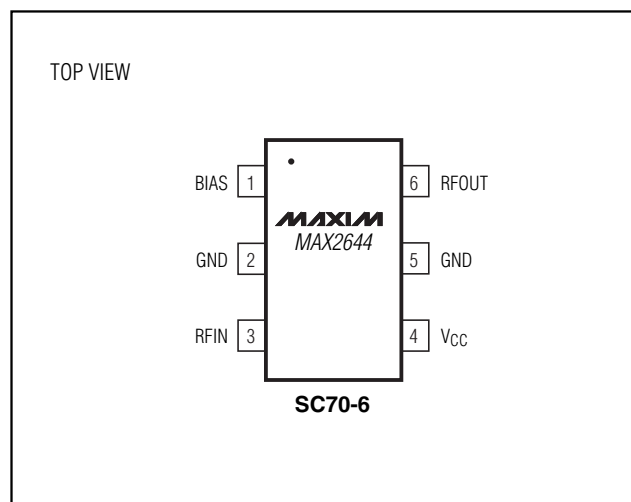 TOP VIEW
BIAS 1
6 RFOUT
MAXIM
MAX2644
GND 2
5 GND
RFIN 3
4 VCC
SC70-6